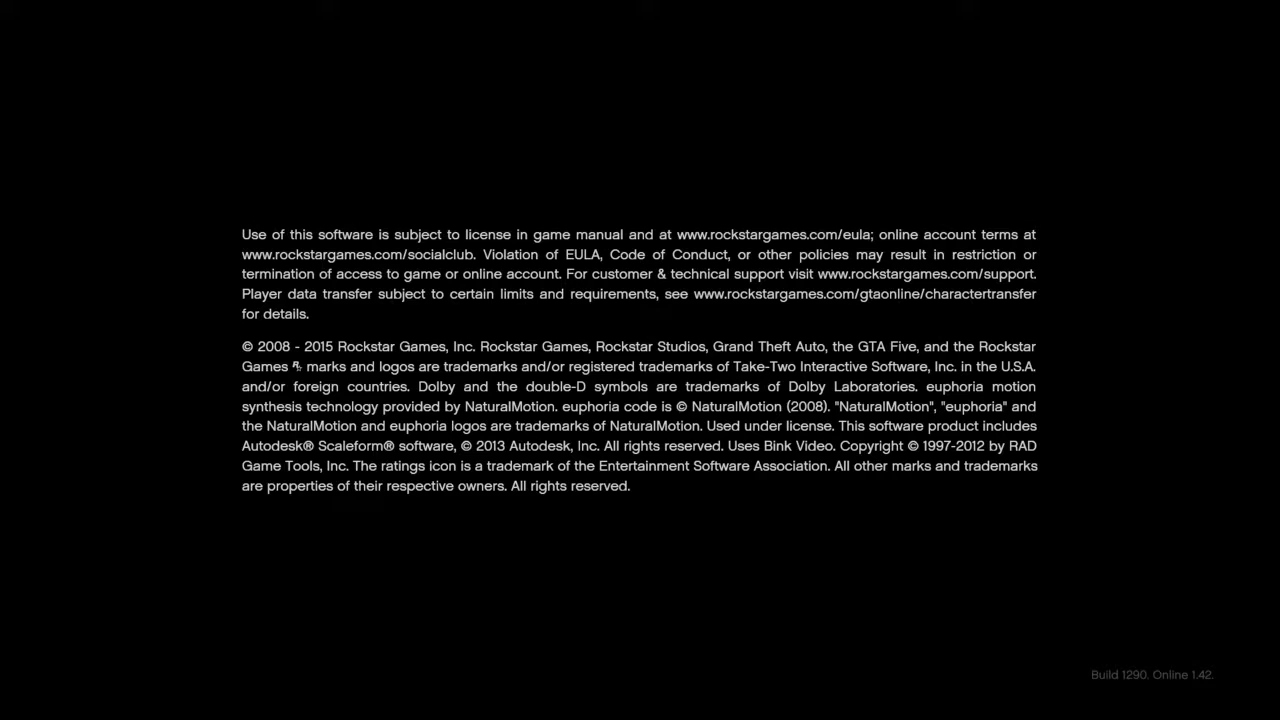 Use of this software is subject to license in game manual and at www.rockstargames.com/eula; online account terms at
www.rockstargames.com/socialclub. Violation of EULA, Code of Conduct, or other policies may result in restriction or
termination of access to game or online account. For customer & technical support visit www.rockstargames.com/support.
Player data transfer subject to certain limits and requirements, see www.rockstargames.com/gtaonline/charactertransfer
for details.
© 2008 - 2015 Rockstar Games, Inc. Rockstar Games, Rockstar Studios, Grand Theft Auto, the GTA Five, and the Rockstar
Games R* marks and logos are trademarks and/or registered trademarks of Take-Two Interactive Software, Inc. in the U.S.A.
and/or foreign countries. Dolby and the double-D symbols are trademarks of Dolby Laboratories. euphoria motion
synthesis technology provided by NaturalMotion. euphoria code is © NaturalMotion (2008). "NaturalMotion", "euphoria" and
the NaturalMotion and euphoria logos are trademarks of NaturalMotion. Used under license. This software product includes
Autodesk® Scaleform® software, © 2013 Autodesk, Inc. All rights reserved. Uses Bink Video. Copyright © 1997-2012 by RAD
Game Tools, Inc. The ratings icon is a trademark of the Entertainment Software Association. All other marks and trademarks
are properties of their respective owners. All rights reserved.
Build 1290. Online 1.42.